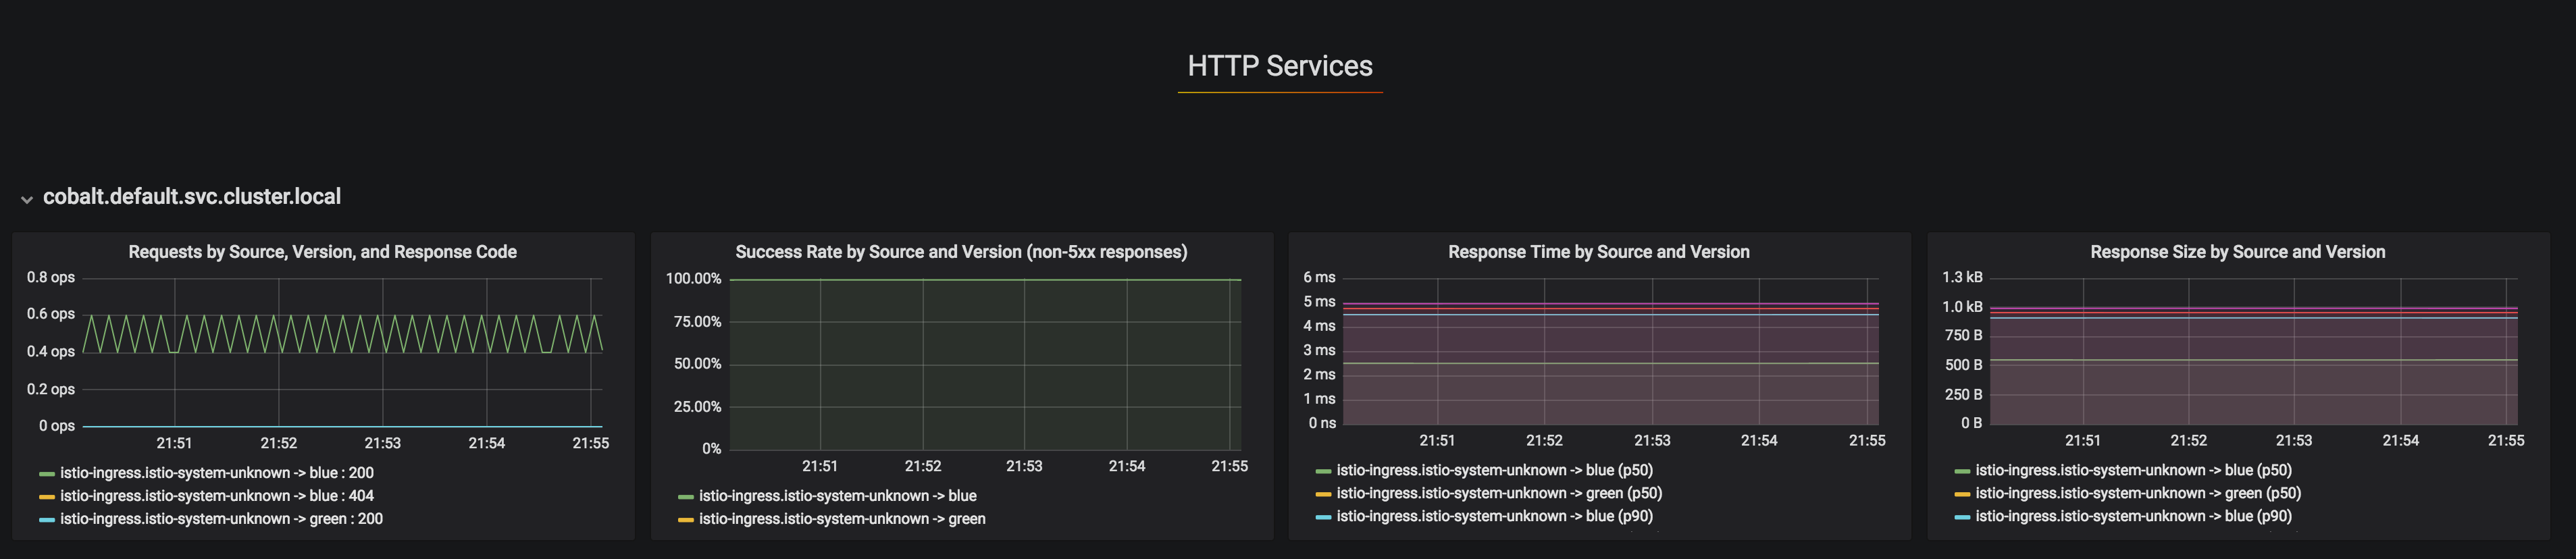 HTTP Services
cobalt.default.svc.cluster.local
Requests by Source, Version, and Response Code
0.8 ops
0.6 ops
0.4 ops
0.2 ops
0 ops
21:51 21:52 21:53 21:54 21:55
istio-ingress.istio-system-unknown -> blue : 200
istio-ingress.istio-system-unknown -> blue : 404
istio-ingress.istio-system-unknown -> green : 200
Success Rate by Source and Version (non-5xx responses)
100.00%
75.00%
50.00%
25.00%
0%
21:51 21:52 21:53 21:54 21:55
istio-ingress.istio-system-unknown -> blue
istio-ingress.istio-system-unknown -> green
Response Time by Source and Version
6 ms
5 ms
4 ms
3 ms
2 ms
1 ms
0 ns
21:51 21:52 21:53 21:54 21:55
istio-ingress.istio-system-unknown -> blue (p50)
istio-ingress.istio-system-unknown -> green (p50)
istio-ingress.istio-system-unknown -> blue (p90)
Response Size by Source and Version
1.3 kB
1.0 kB
750 B
500 B
250 B
0 B
21:51 21:52 21:53 21:54 21:55
istio-ingress.istio-system-unknown -> blue (p50)
istio-ingress.istio-system-unknown -> green (p50)
istio-ingress.istio-system-unknown -> blue (p90)